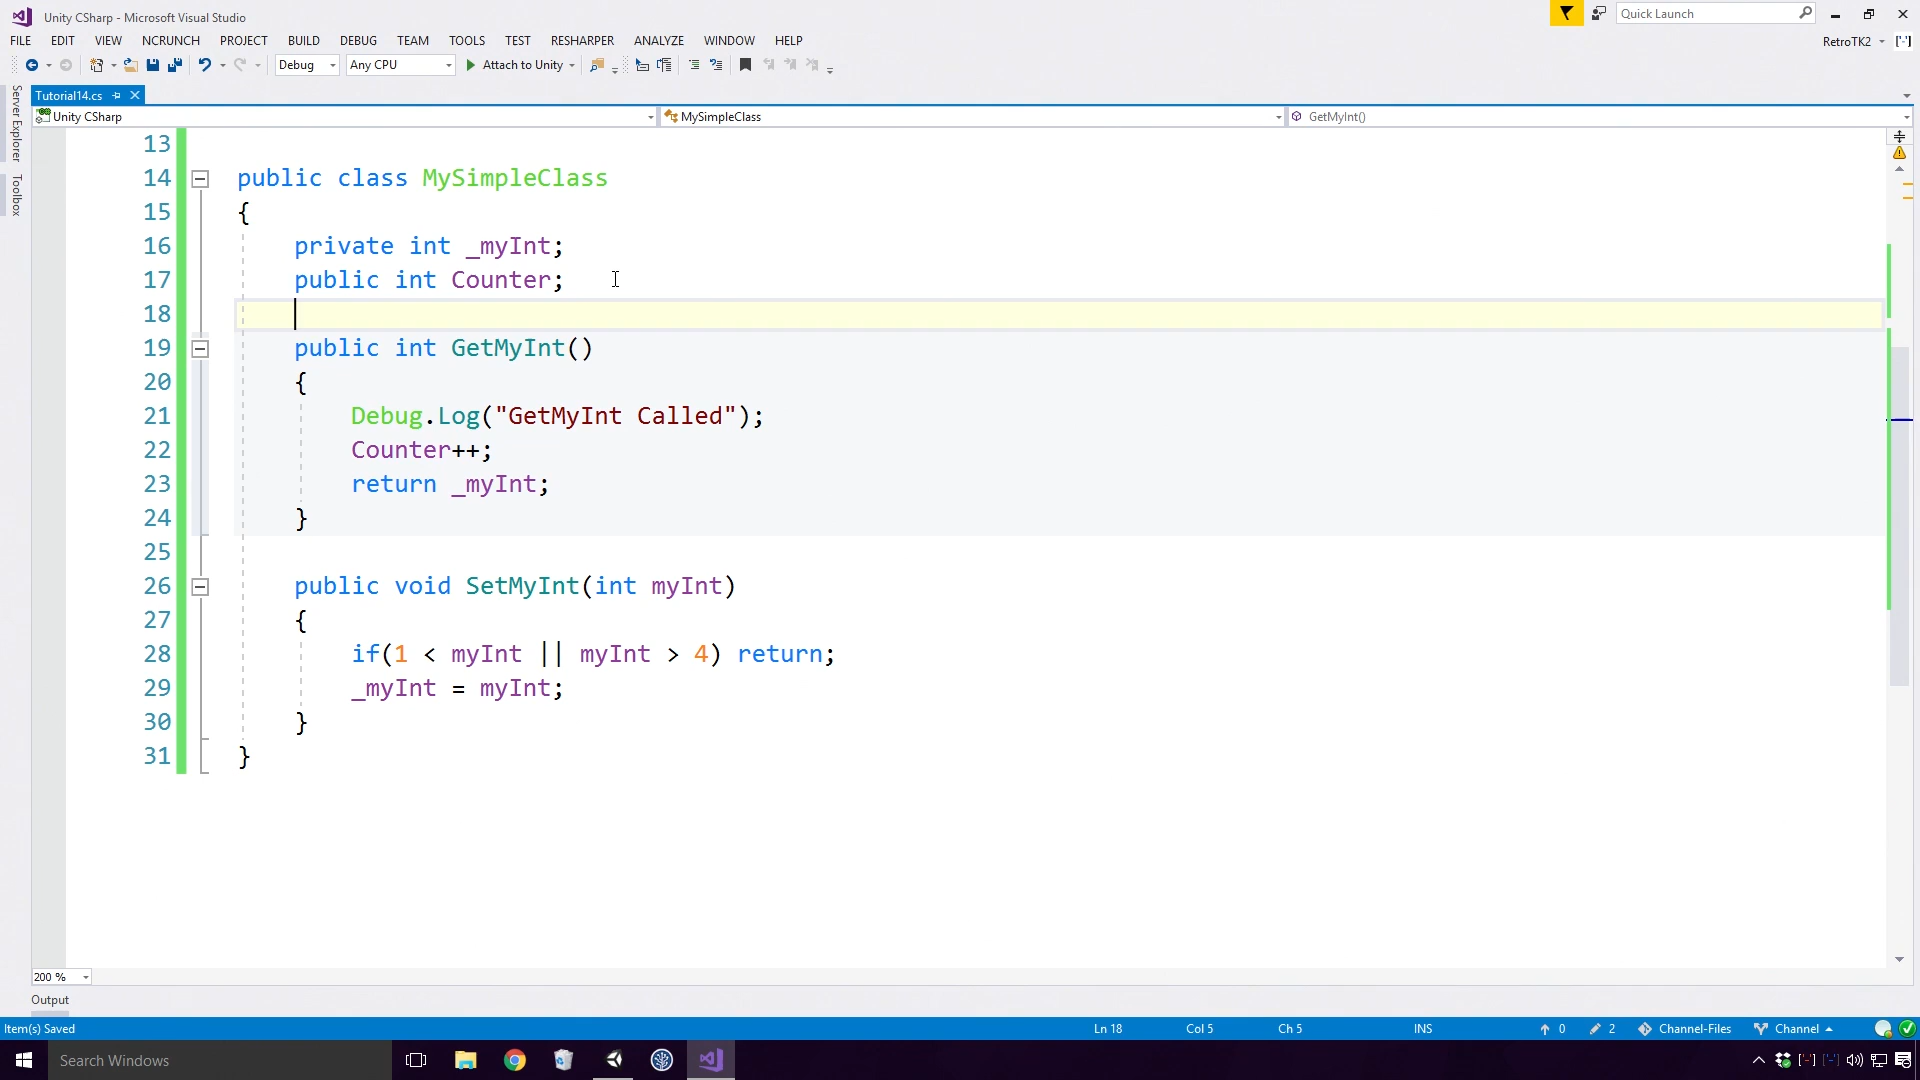 Unity CSharp - Microsoft Visual Studio
Quick Launch
FILE EDIT VIEW NCRUNCH PROJECT BUILD DEBUG TEAM TOOLS TEST RESHARPER ANALYZE WINDOW HELP
RetroTK2
Debug Any CPU Attach to Unity
Server Explorer
Toolbox
Tutorial14.cs
Unity CSharp MySimpleClass GetMyInt()
13
14 public class MySimpleClass
15 {
16 private int _myInt;
17 public int Counter;
18
19 public int GetMyInt()
20 {
21 Debug.Log("GetMyInt Called");
22 Counter++;
23 return _myInt;
24 }
25
26 public void SetMyInt(int myInt)
27 {
28 if(1 < myInt || myInt > 4) return;
29 _myInt = myInt;
30 }
31 }
200 %
Output
Item(s) Saved Ln 18 Col 5 Ch 5 INS 0 2 Channel-Files Channel
Search Windows